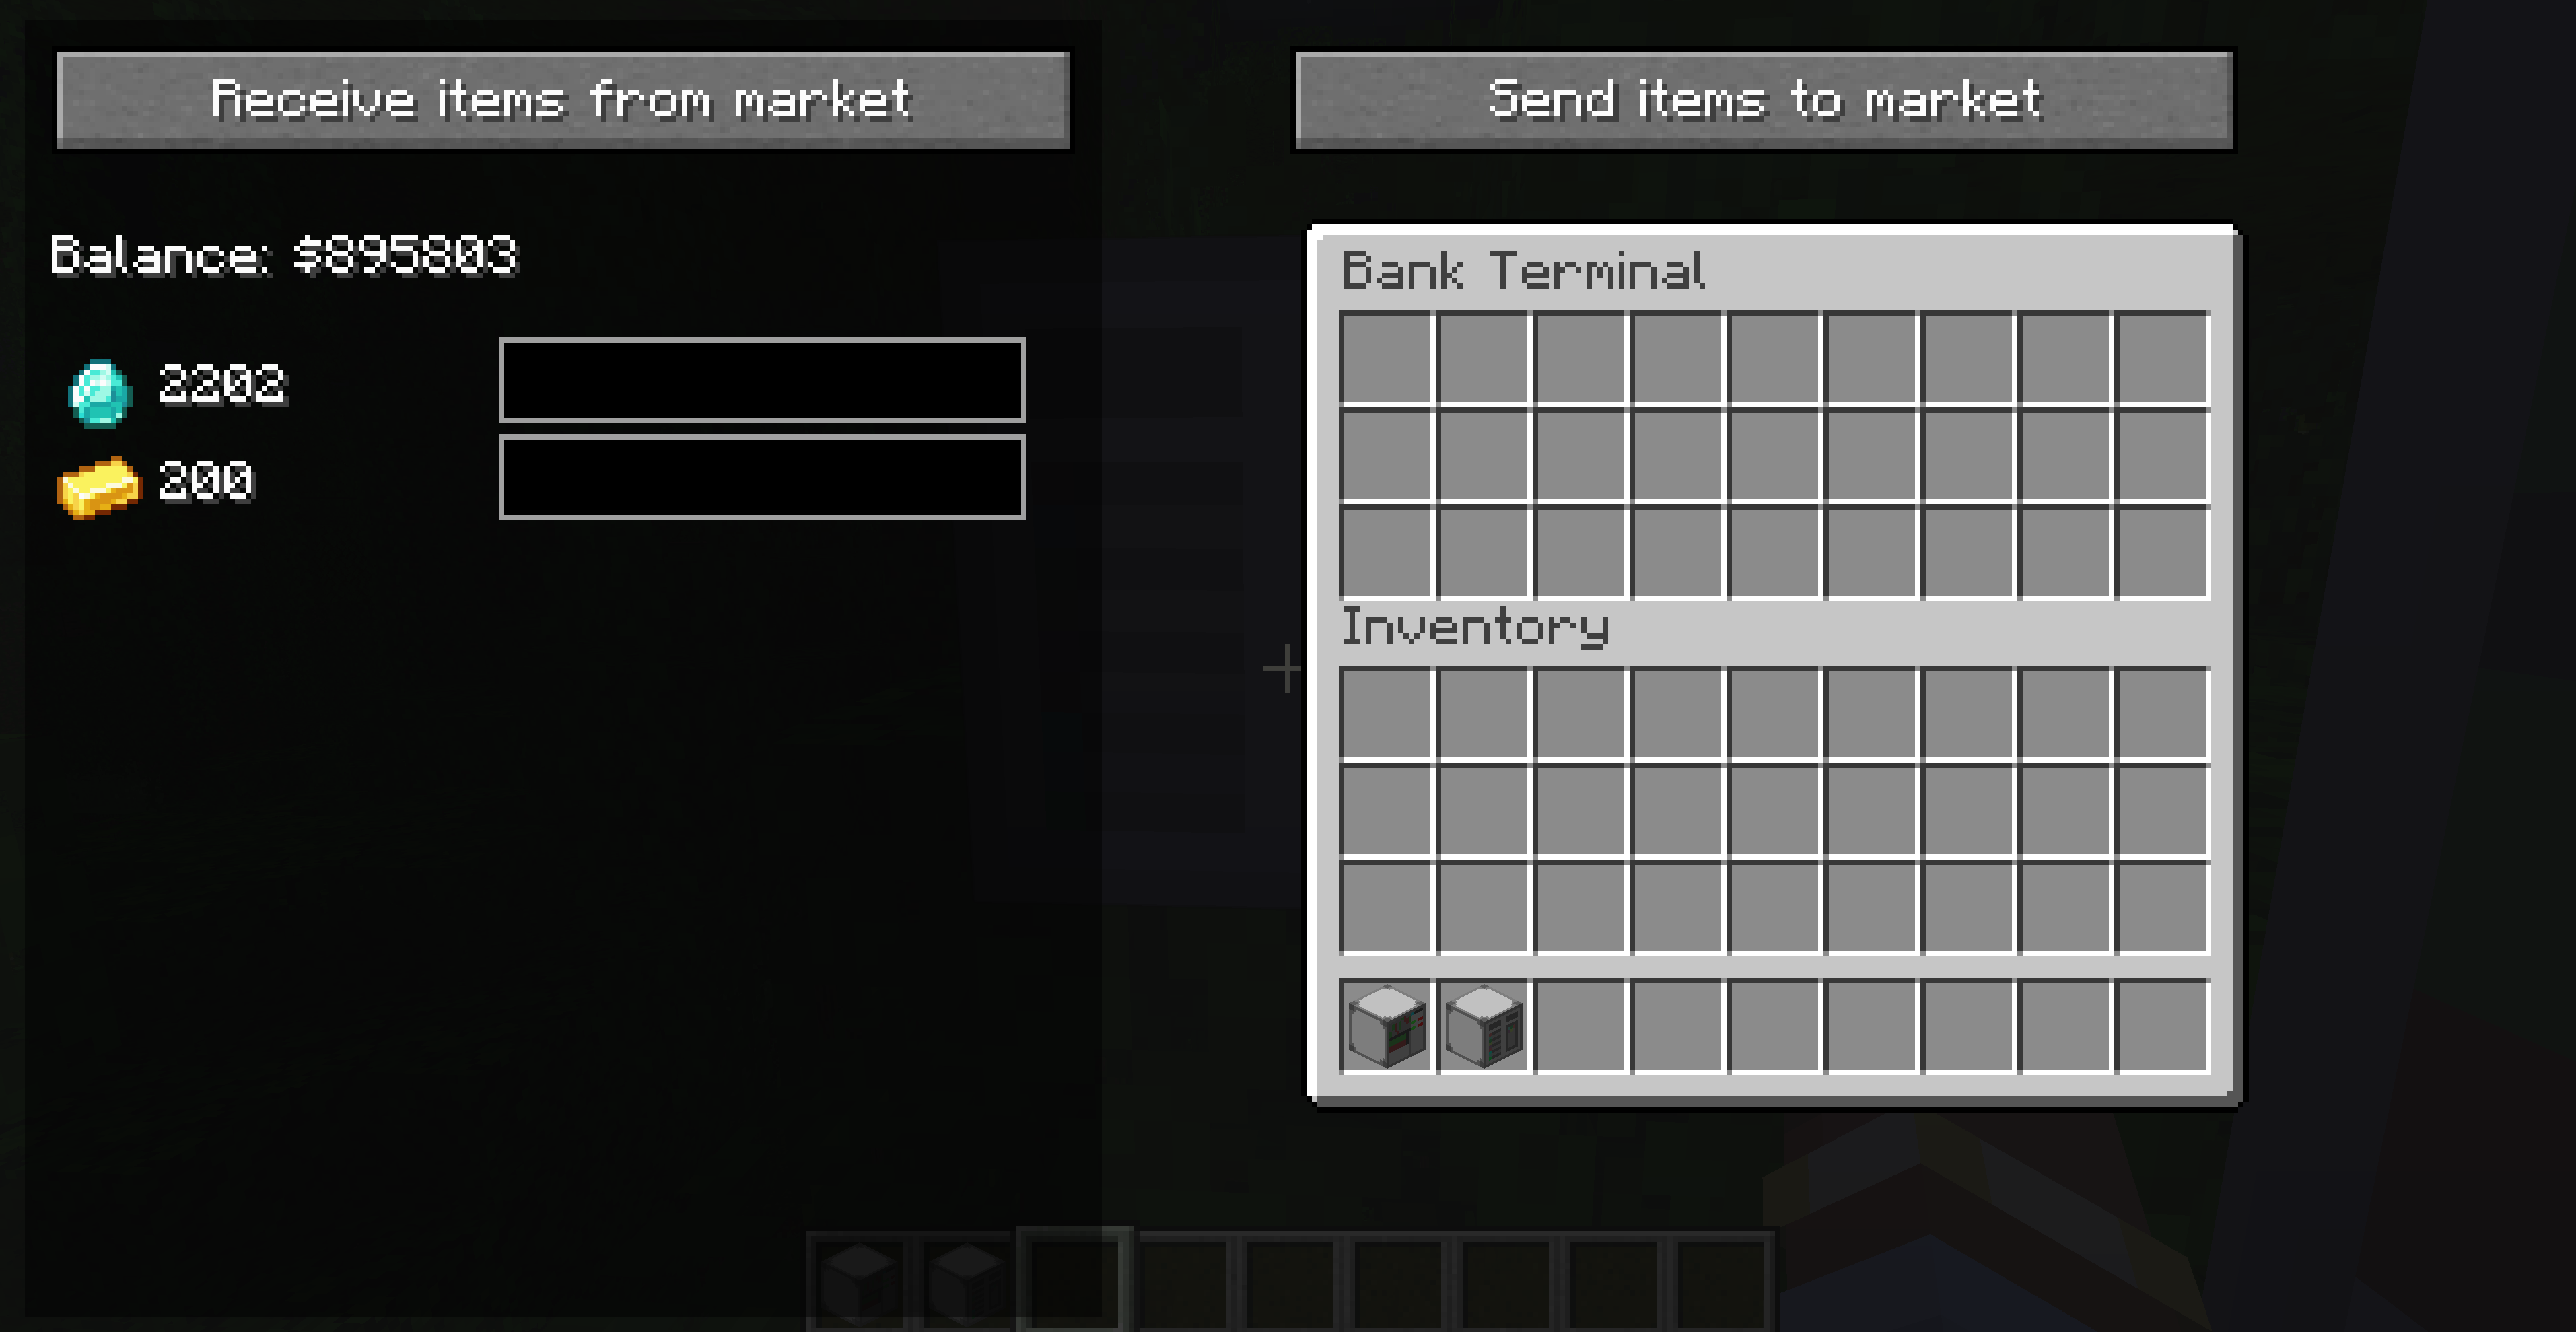 Receive items from market
Send items to market
Balance: $895803
2202
200
Bank Terminal
Inventory